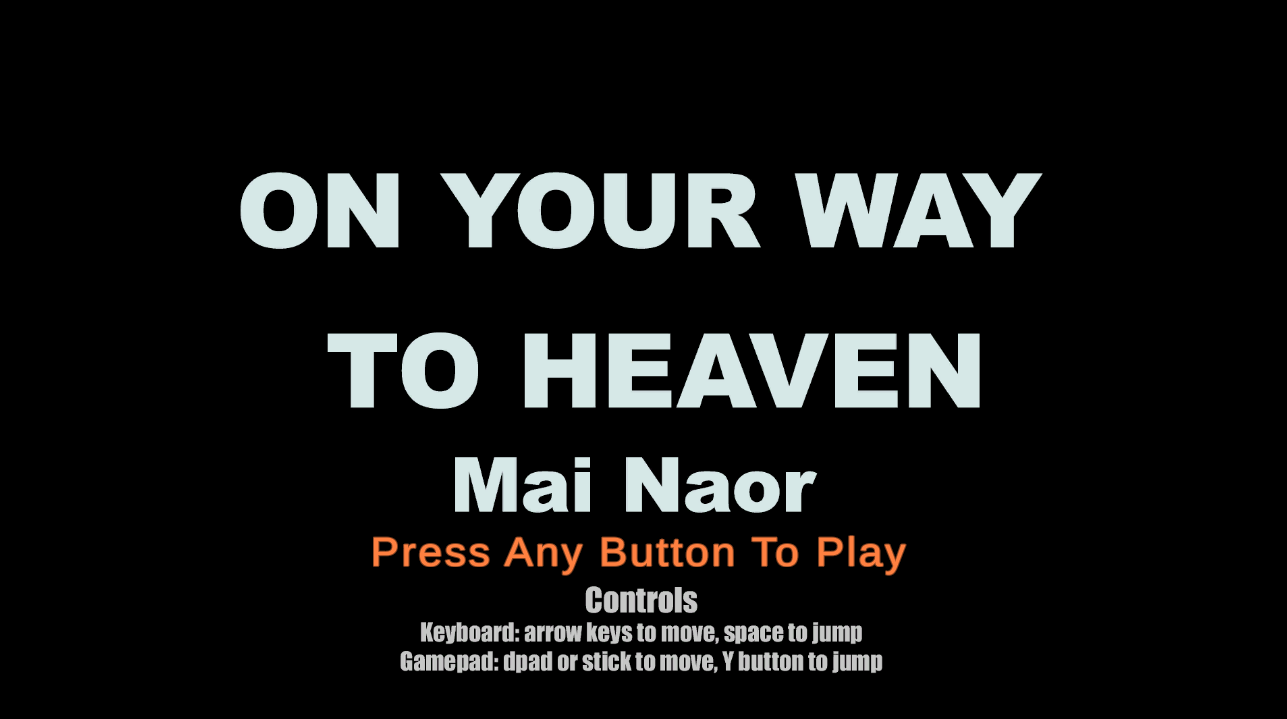 ON YOUR WAY
TO HEAVEN
Mai Naor
Press Any Button To Play
Controls
Keyboard: arrow keys to move, space to jump
Gamepad: dpad or stick to move, Y button to jump